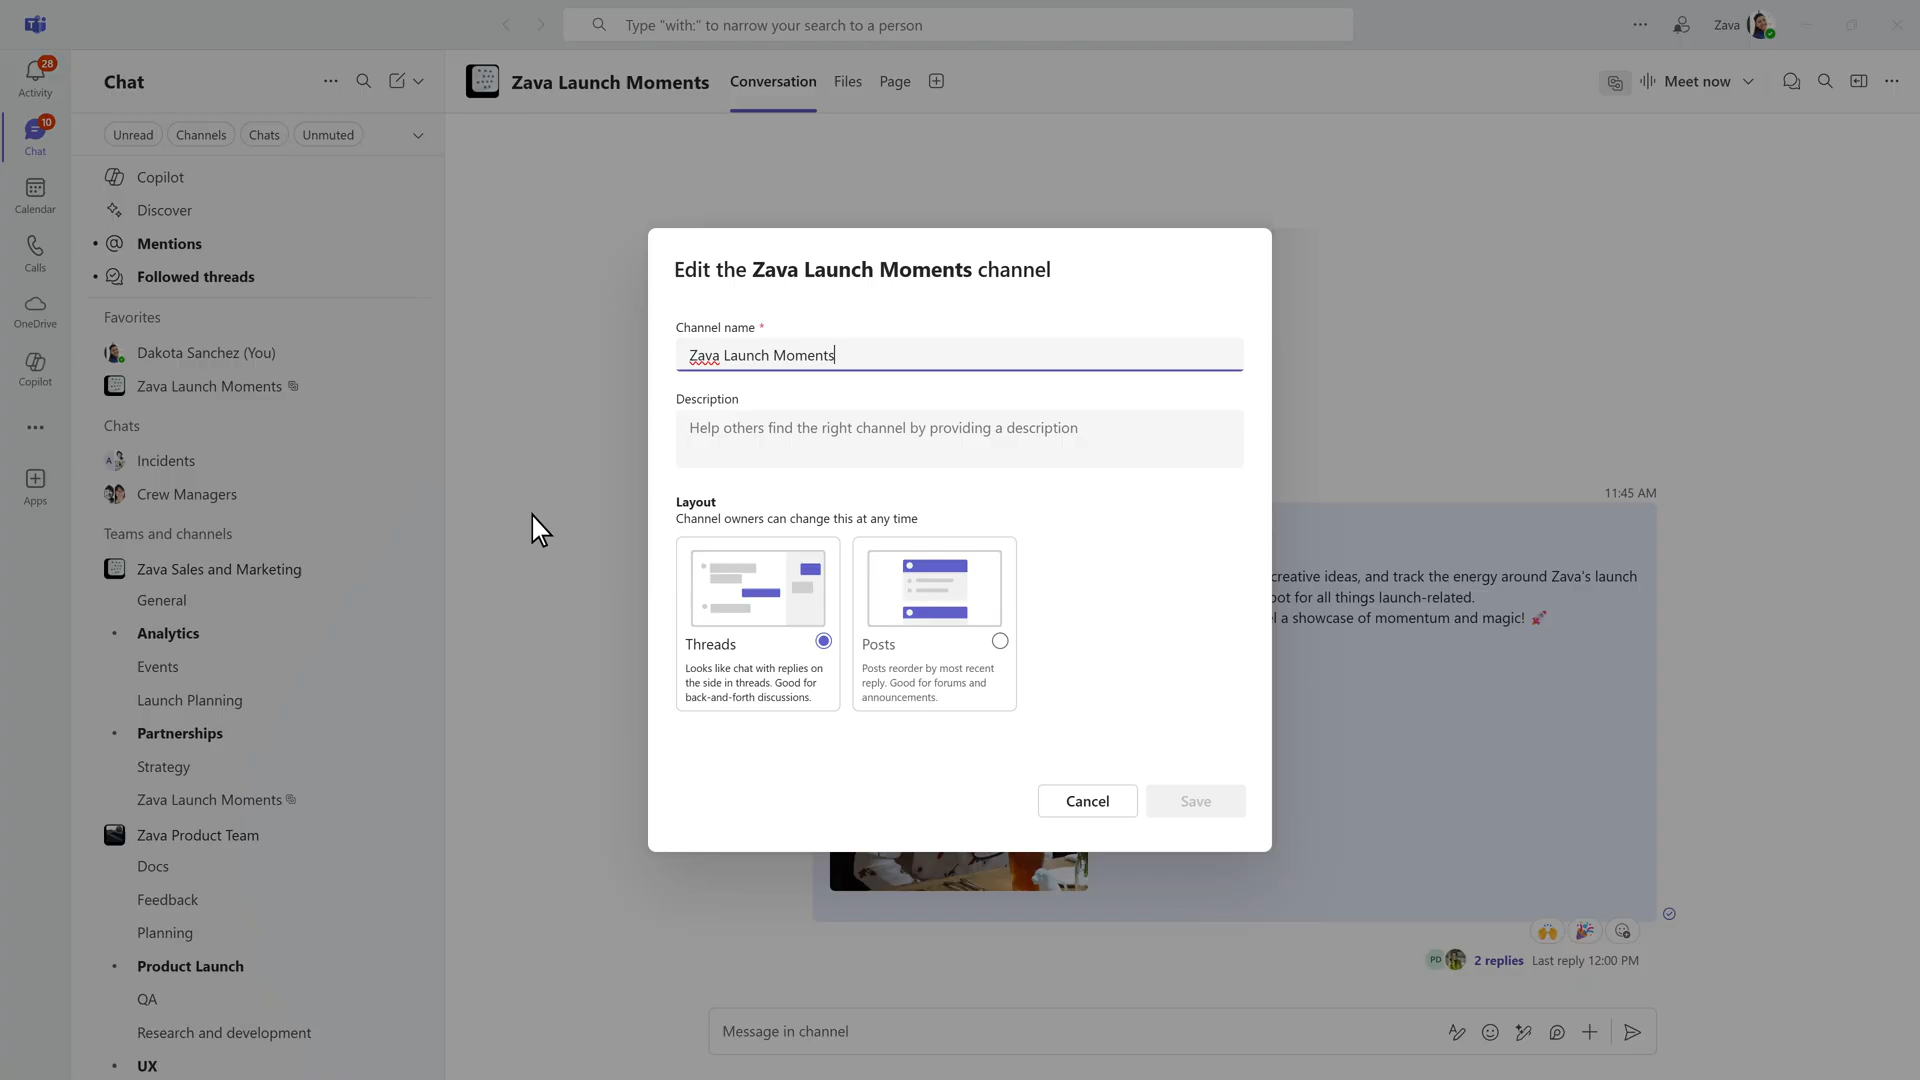 Type "with:" to narrow your search to a person
Zava
28
Activity
10
Chat
Calendar
Calls
OneDrive
Copilot
Apps
Chat
Unread
Channels
Chats
Unmuted
Copilot
Discover
Mentions
Followed threads
Favorites
Dakota Sanchez (You)
Zava Launch Moments
Chats
Incidents
Crew Managers
Teams and channels
Zava Sales and Marketing
General
Analytics
Events
Launch Planning
Partnerships
Strategy
Zava Launch Moments
Zava Product Team
Docs
Feedback
Planning
Product Launch
QA
Research and development
UX
Zava Launch Moments
Conversation
Files
Page
Meet now
Edit the Zava Launch Moments channel
Channel name *
Zava Launch Moments
Description
Help others find the right channel by providing a description
Layout
Channel owners can change this at any time
Threads
Looks like chat with replies on
the side in threads. Good for
back-and-forth discussions.
Posts
Posts reorder by most recent
reply. Good for forums and
announcements.
Cancel
Save
11:45 AM
creative ideas, and track the energy around Zava's launch
for all things launch-related.
a showcase of momentum and magic! 🚀
PD
2 replies Last reply 12:00 PM
Message in channel